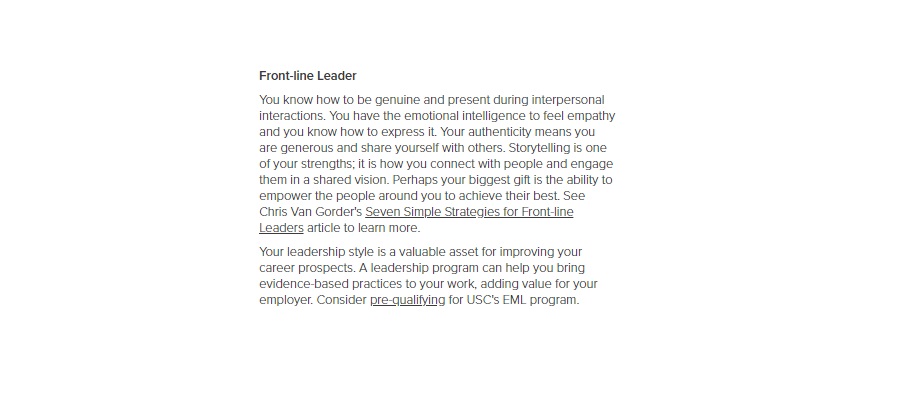 Front-line Leader
You know how to be genuine and present during interpersonal
interactions. You have the emotional intelligence to feel empathy
and you know how to express it. Your authenticity means you
are generous and share yourself with others. Storytelling is one
of your strengths; it is how you connect with people and engage
them in a shared vision. Perhaps your biggest gift is the ability to
empower the people around you to achieve their best. See
Chris Van Gorder's Seven Simple Strategies for Front-line
Leaders article to learn more.
Your leadership style is a valuable asset for improving your
career prospects. A leadership program can help you bring
evidence-based practices to your work, adding value for your
employer. Consider pre-qualifying for USC's EML program.